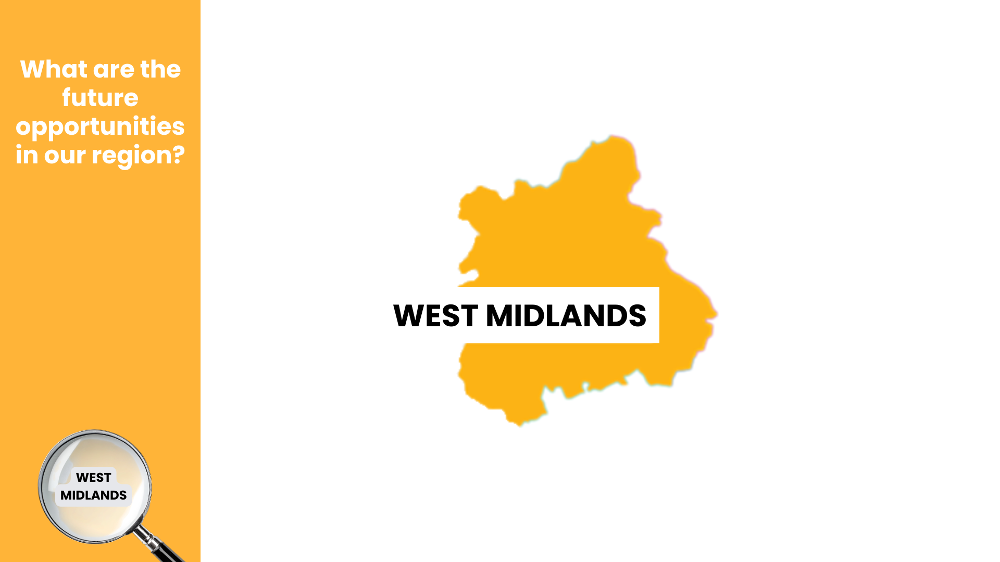 What are the
future
opportunities
in our region?
WEST MIDLANDS
WEST
MIDLANDS